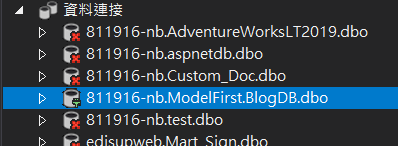 資料連接
811916-nb.AdventureWorksLT2019.dbo
811916-nb.aspnetdb.dbo
811916-nb.Custom_Doc.dbo
811916-nb.ModelFirst.BlogDB.dbo
811916-nb.test.dbo
edisupweb.Mart_Sign.dbo